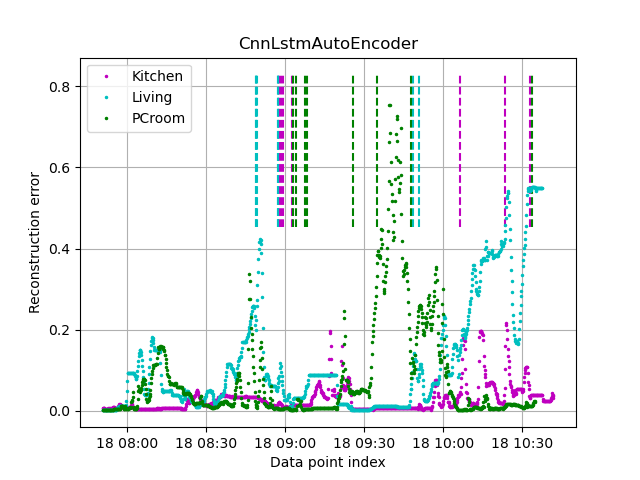 CnnLstmAutoEncoder
Kitchen
Living
PCroom
Reconstruction error
0.8
0.6
0.4
0.2
0.0
18 08:00 18 08:30 18 09:00 18 09:30 18 10:00 18 10:30
Data point index